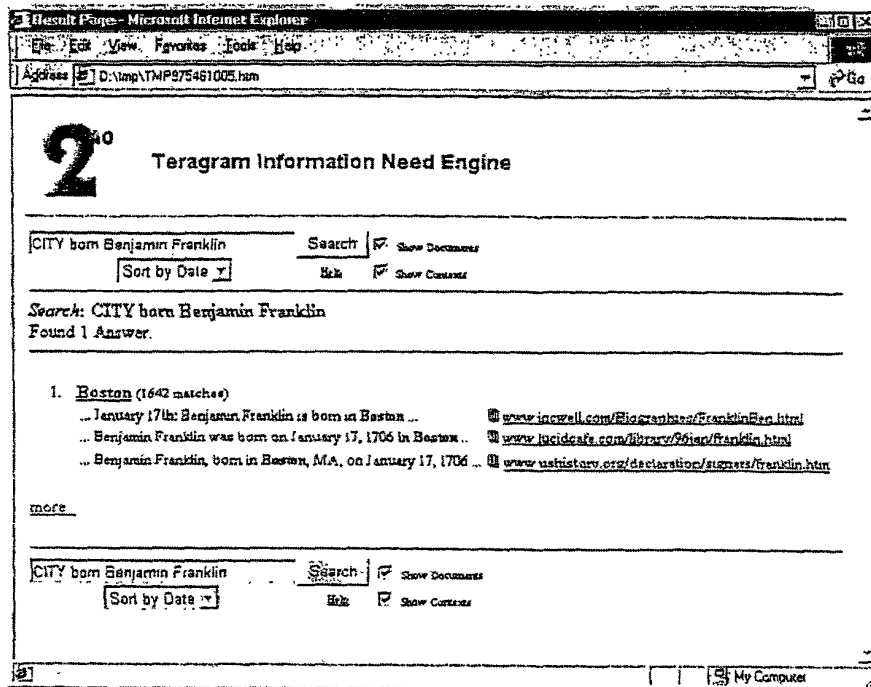 Result Page - Microsoft Internet Explorer
File Edit View Favorites Tools Help
Address D:\tmp\TMP975461005.htm Go
2
Teragram Information Need Engine
CITY born Benjamin Franklin Search Show Documents
Sort by Date Help Show Contexts
Search: CITY born Benjamin Franklin
Found 1 Answer.
1. Boston (1642 matches)
... January 17th: Benjamin Franklin is born in Boston ... www.incwell.com/Biographies/FranklinBen.html
... Benjamin Franklin was born on January 17, 1706 in Boston .. www.lucidcafe.com/library/96jan/franklin.html
... Benjamin Franklin, born in Boston, MA, on January 17, 1706 ... www.ushistory.org/declaration/signers/franklin.htm
more
CITY born Benjamin Franklin Search Show Documents
Sort by Date Help Show Contexts
My Computer